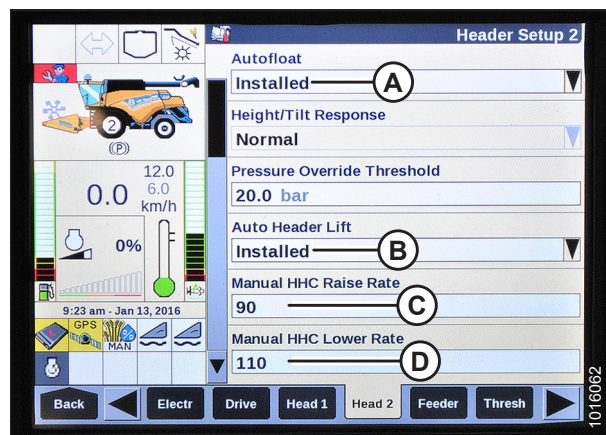 Header Setup 2
Autofloat
Installed
A
Height/Tilt Response
Normal
Pressure Override Threshold
20.0 bar
Auto Header Lift
Installed
B
Manual HHC Raise Rate
90
C
Manual HHC Lower Rate
110
D
2
(P)
12.0
6.0
0.0
km/h
0%
F
9:23 am - Jan 13, 2016
GPS
MAN
%
Back
Electr
Drive
Head 1
Head 2
Feeder
Thresh
1016062